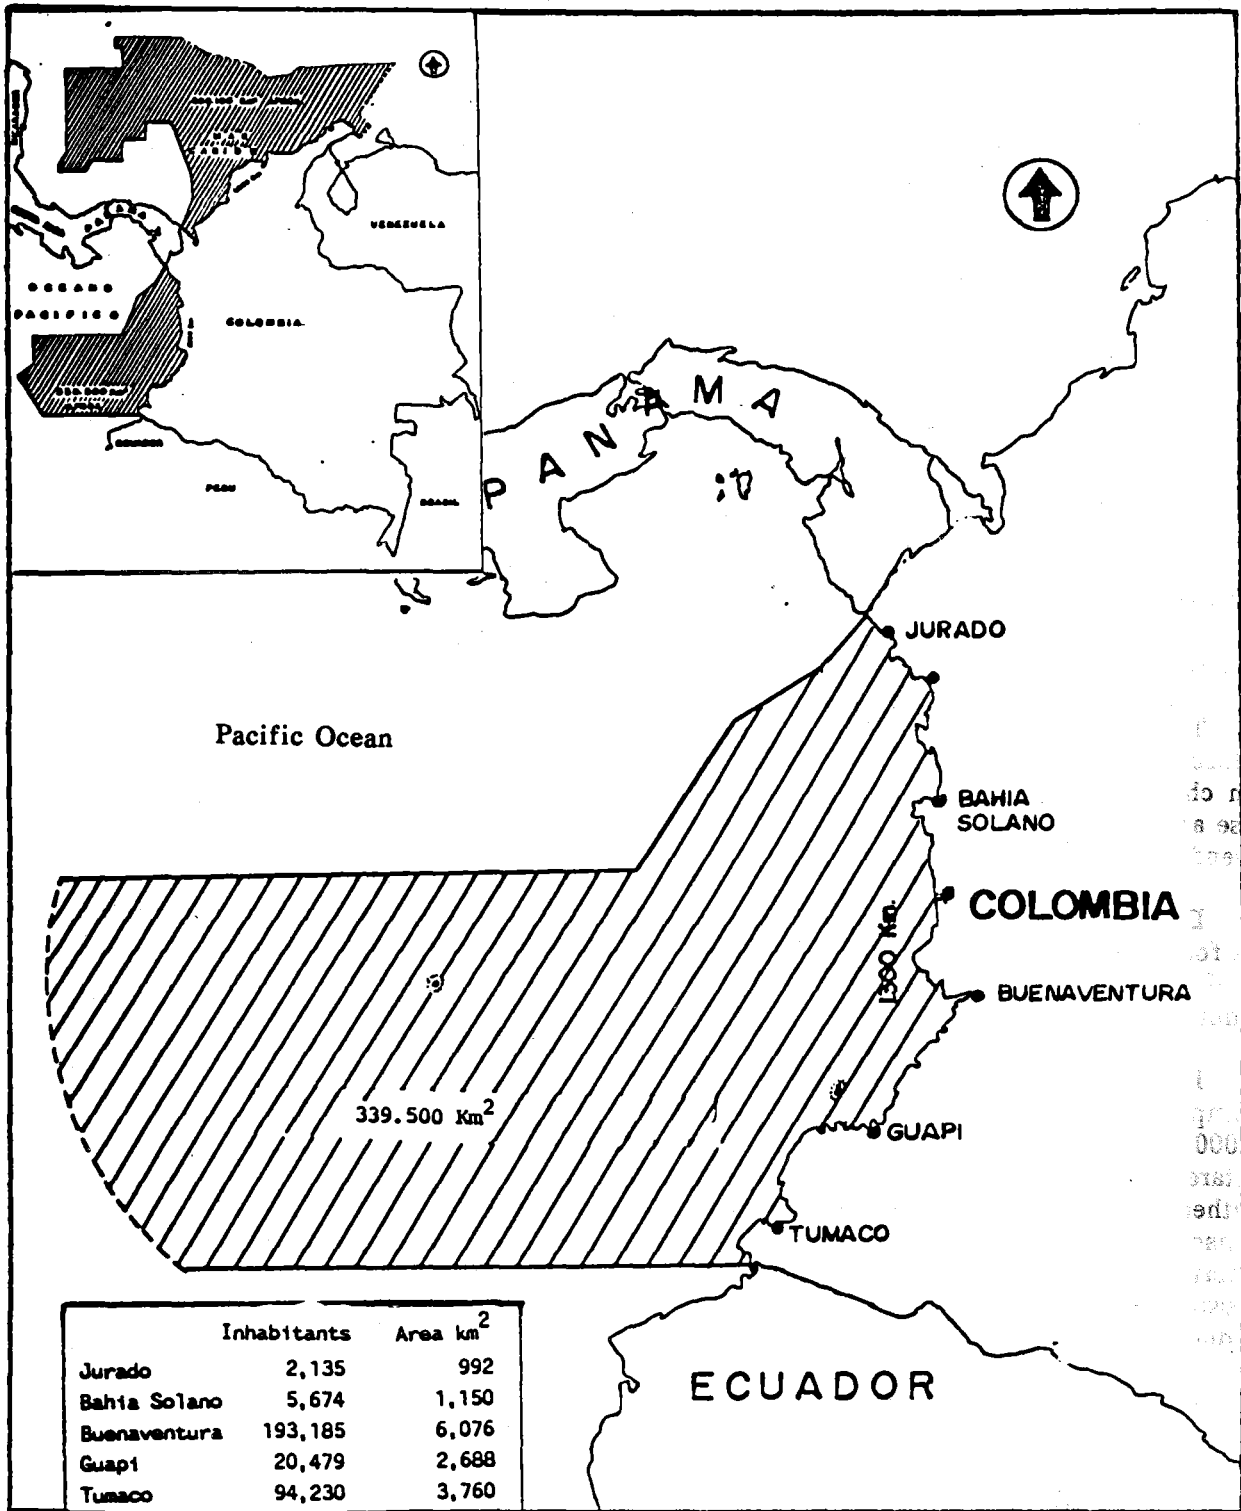 VENEZUELA
OCEANO
PACIFICO
COLOMBIA
PERU
BRASIL
PANAMA
JURADO
Pacific Ocean
BAHIA
SOLANO
COLOMBIA
1300 Km.
BUENAVENTURA
339.500 Km²
GUAPI
TUMACO
ECUADOR
Inhabitants Area km²
Jurado 2,135 992
Bahia Solano 5,674 1,150
Buenaventura 193,185 6,076
Guapi 20,479 2,688
Tumaco 94,230 3,760